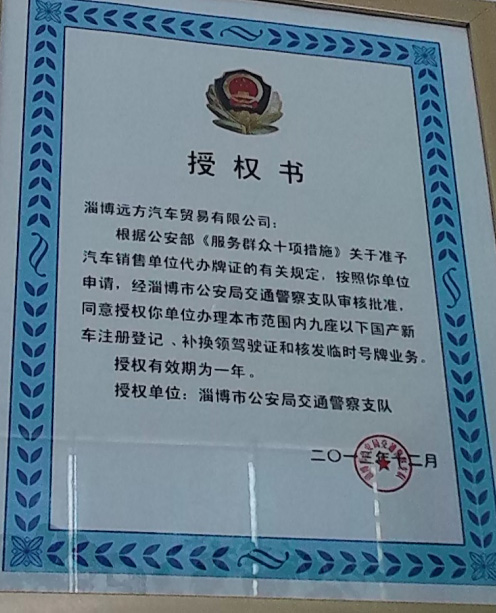 授权书
淄博远方汽车贸易有限公司：
根据公安部《服务群众十项措施》关于准予
汽车销售单位代办牌证的有关规定，按照你单位
申请，经淄博市公安局交通警察支队审核批准，
同意授权你单位办理本市范围内九座以下国产新
车注册登记、补换领驾驶证和核发临时号牌业务。
授权有效期为一年。
授权单位：淄博市公安局交通警察支队
二〇一二年十二月